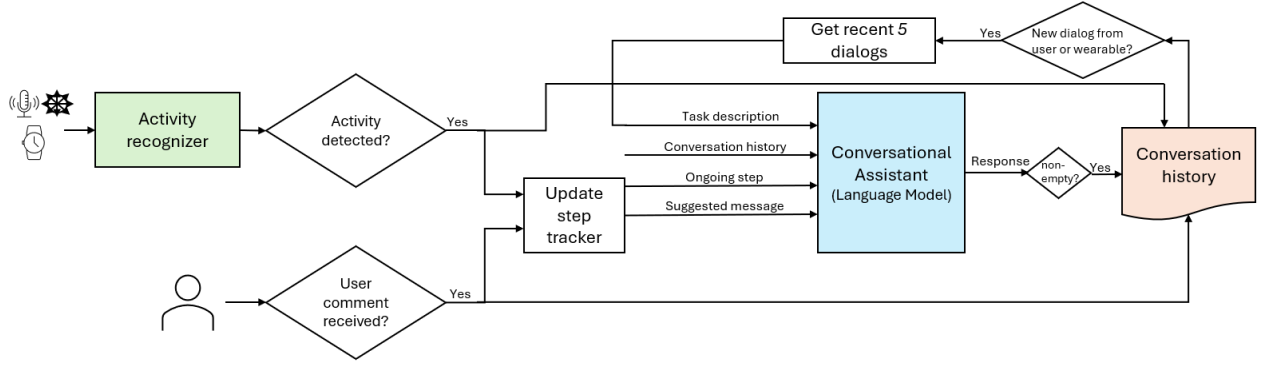 Get recent 5
dialogs
Yes
New dialog from
user or wearable?
Activity
recognizer
Activity
detected?
Yes
Task description
Conversation history
Ongoing step
Suggested message
Conversational
Assistant
(Language Model)
Response
non-
empty?
Yes
Conversation
history
Update
step
tracker
User
comment
received?
Yes